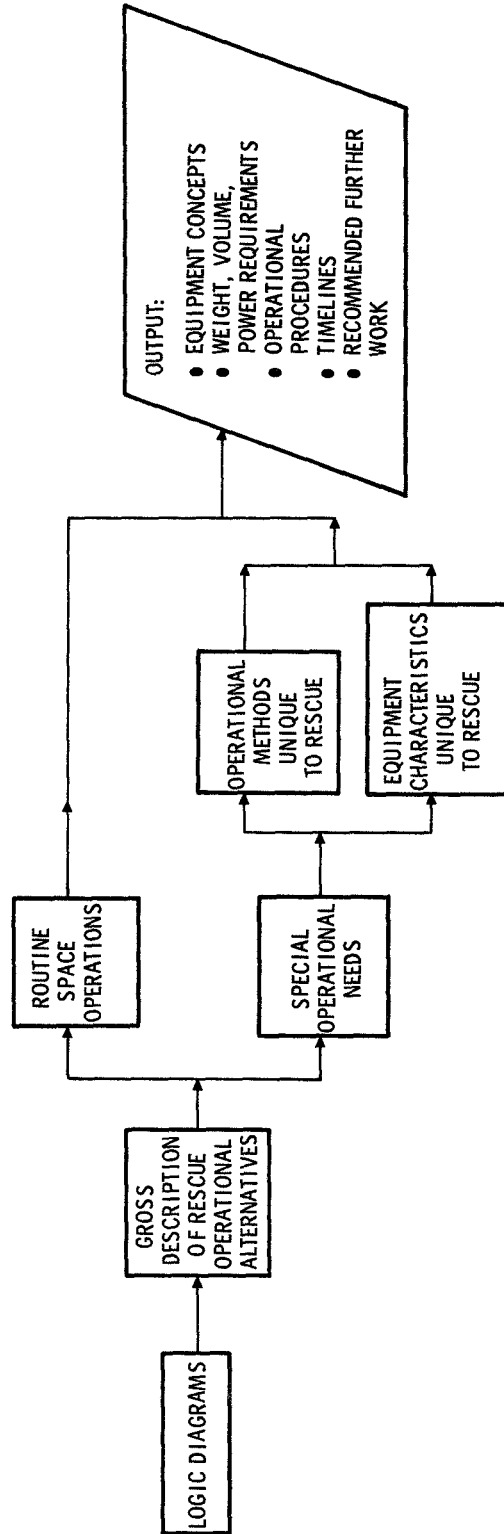 LOGIC DIAGRAMS
GROSS
DESCRIPTION
OF RESCUE
OPERATIONAL
ALTERNATIVES
ROUTINE
SPACE
OPERATIONS
SPECIAL
OPERATIONAL
NEEDS
OPERATIONAL
METHODS
UNIQUE
TO RESCUE
EQUIPMENT
CHARACTERISTICS
UNIQUE
TO RESCUE
OUTPUT:
● EQUIPMENT CONCEPTS
● WEIGHT, VOLUME,
POWER REQUIREMENTS
● OPERATIONAL
PROCEDURES
● TIMELINES
● RECOMMENDED FURTHER
WORK